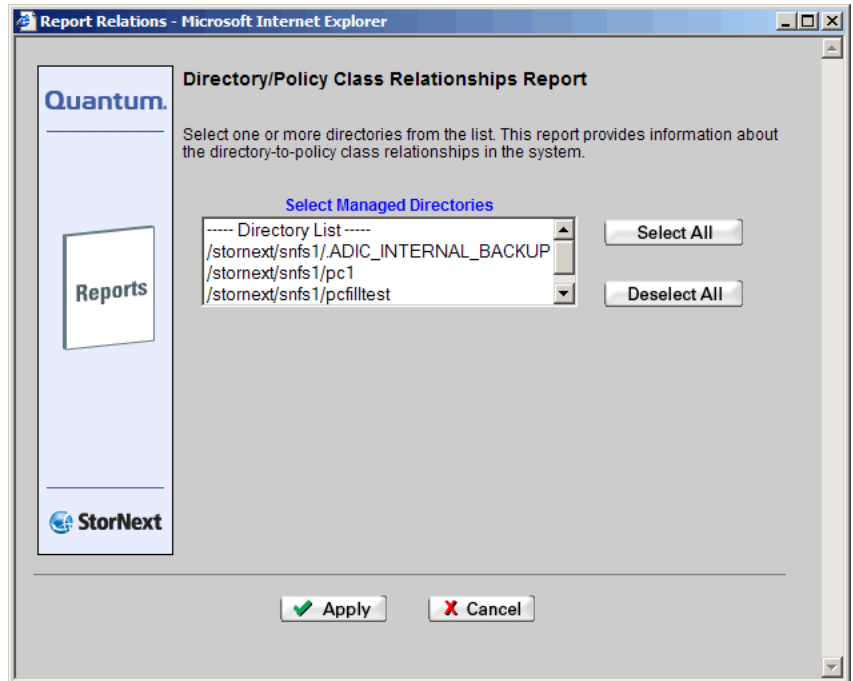 Report Relations - Microsoft Internet Explorer
Quantum.
Directory/Policy Class Relationships Report
Select one or more directories from the list. This report provides information about
the directory-to-policy class relationships in the system.
Select Managed Directories
----- Directory List -----
/stornext/snfs1/.ADIC_INTERNAL_BACKUP
/stornext/snfs1/pc1
/stornext/snfs1/pcfilltest
Select All
Deselect All
Reports
StorNext
Apply
Cancel